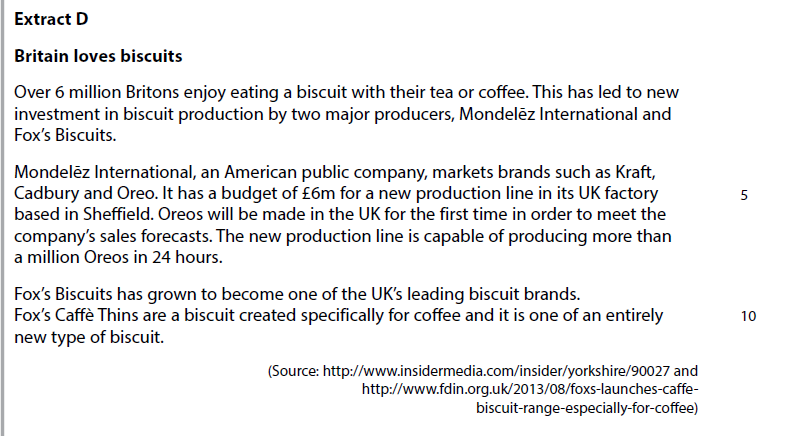 Extract D
Britain loves biscuits
Over 6 million Britons enjoy eating a biscuit with their tea or coffee. This has led to new
investment in biscuit production by two major producers, Mondelēz International and
Fox's Biscuits.
Mondelēz International, an American public company, markets brands such as Kraft,
Cadbury and Oreo. It has a budget of £6m for a new production line in its UK factory 5
based in Sheffield. Oreos will be made in the UK for the first time in order to meet the
company's sales forecasts. The new production line is capable of producing more than
a million Oreos in 24 hours.
Fox's Biscuits has grown to become one of the UK's leading biscuit brands.
Fox's Caffè Thins are a biscuit created specifically for coffee and it is one of an entirely 10
new type of biscuit.
(Source: http://www.insidermedia.com/insider/yorkshire/90027 and
http://www.fdin.org.uk/2013/08/foxs-launches-caffe-
biscuit-range-especially-for-coffee)